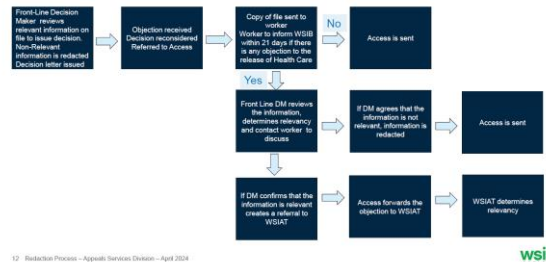 Front-Line Decision
Maker reviews
relevant information on
file to issue decision.
Non-Relevant
information is redacted
Decision letter issued
Objection received
Decision reconsidered
Referred to Access
Copy of file sent to
worker
Worker to inform WSIB
within 21 days if there
is any objection to the
release of Health Care
No
Access is sent
Yes
Front Line DM reviews
the information,
determines relevancy
and contact worker to
discuss
If DM agrees that the
information is not
relevant, information is
redacted
Access is sent
If DM confirms that the
information is relevant
creates a referral to
WSIAT
Access forwards the
objection to WSIAT
WSIAT determines
relevancy
12 Redaction Process – Appeals Services Division – April 2024
wsi